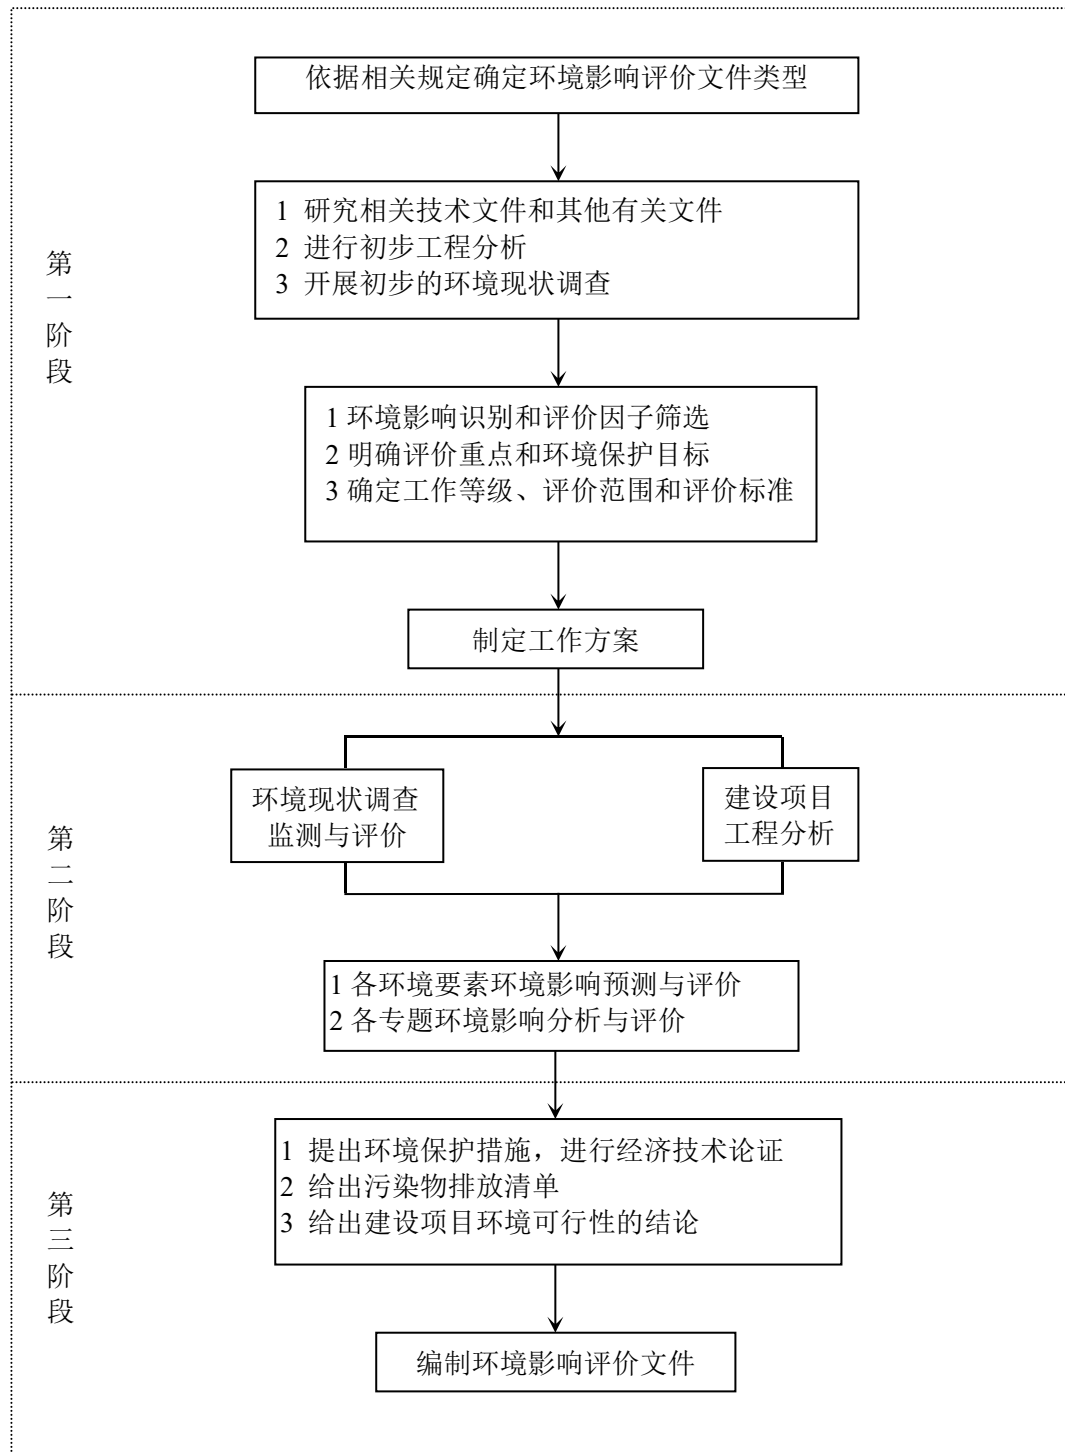 依据相关规定确定环境影响评价文件类型
1 研究相关技术文件和其他有关文件
2 进行初步工程分析
3 开展初步的环境现状调查
第一阶段
1 环境影响识别和评价因子筛选
2 明确评价重点和环境保护目标
3 确定工作等级、评价范围和评价标准
制定工作方案
第二阶段
环境现状调查
监测与评价
建设项目
工程分析
1 各环境要素环境影响预测与评价
2 各专题环境影响分析与评价
第三阶段
1 提出环境保护措施，进行经济技术论证
2 给出污染物排放清单
3 给出建设项目环境可行性的结论
编制环境影响评价文件